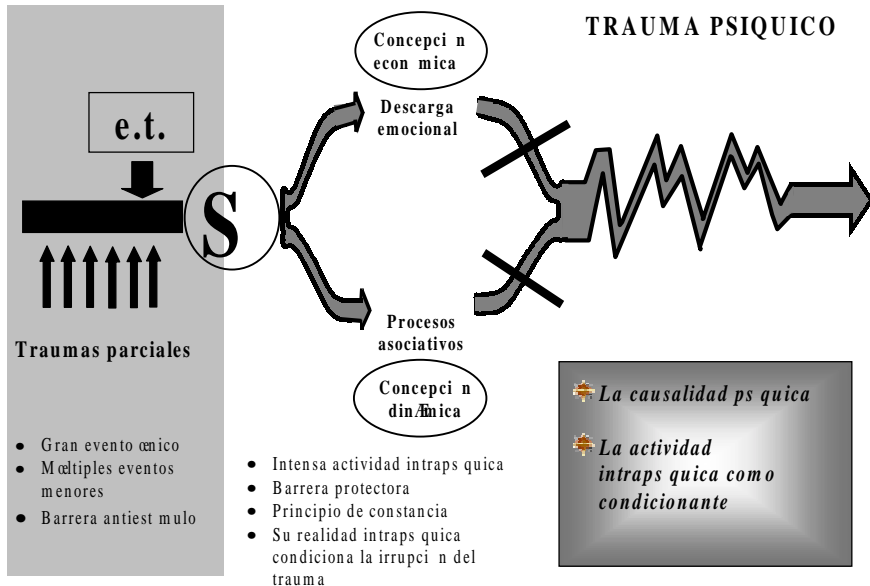 TRAUMA PSIQUICO
Concepci n
econ mica
Descarga
emocional
e.t.
S
Traumas parciales
Procesos
asociativos
Concepci n
dinÆmica
• Gran evento œnico
• Mœltiples eventos
menores
• Barrera antiest mulo
• Intensa actividad intraps quica
• Barrera protectora
• Principio de constancia
• Su realidad intraps quica
condiciona la irrupci n del
trauma
La causalidad ps quica
La actividad
intraps quica como
condicionante